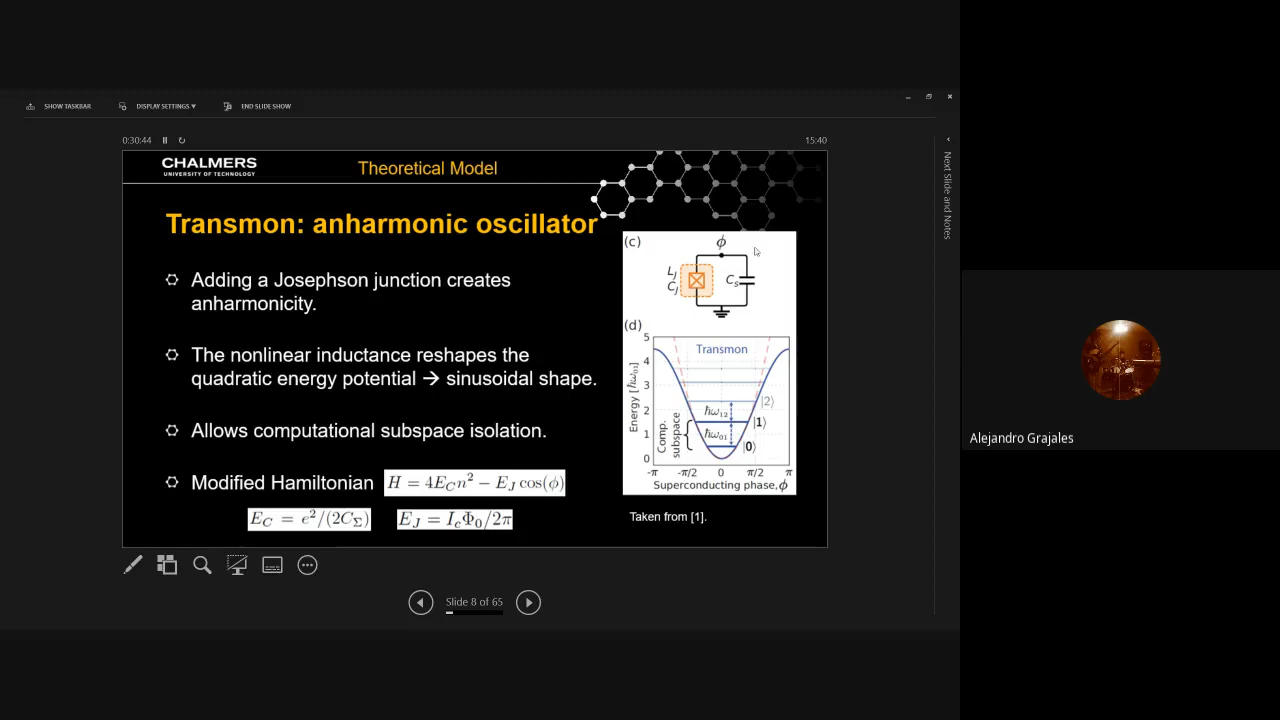 SHOW TASKBAR
DISPLAY SETTINGS ▾
END SLIDE SHOW
0:30:44
15:40
Next Slide and Notes
CHALMERS
UNIVERSITY OF TECHNOLOGY
Theoretical Model
Transmon: anharmonic oscillator
Adding a Josephson junction creates
anharmonicity.
The nonlinear inductance reshapes the
quadratic energy potential → sinusoidal shape.
Allows computational subspace isolation.
Modified Hamiltonian H = 4E_C n² − E_J cos(ϕ)
E_C = e²/(2C_Σ) E_J = I_cΦ_0/2π
(c)
ϕ
L_J
C_J
C_s
(d)
Transmon
Energy [ħω_01]
5
4
3
2
1
0
Comp.
subspace
ħω_12
ħω_01
|2⟩
|1⟩
|0⟩
-π -π/2 0 π/2 π
Superconducting phase, ϕ
Taken from [1].
Slide 8 of 65
Alejandro Grajales